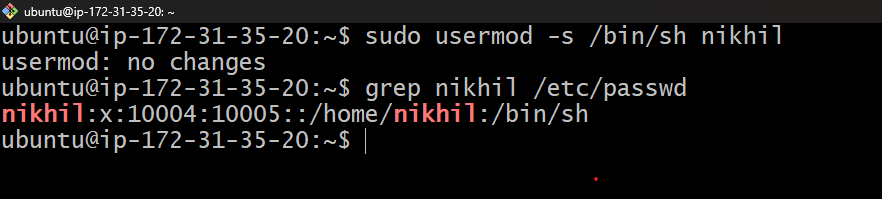 ubuntu@ip-172-31-35-20: ~
ubuntu@ip-172-31-35-20:~$ sudo usermod -s /bin/sh nikhil
usermod: no changes
ubuntu@ip-172-31-35-20:~$ grep nikhil /etc/passwd
nikhil:x:10004:10005::/home/nikhil:/bin/sh
ubuntu@ip-172-31-35-20:~$